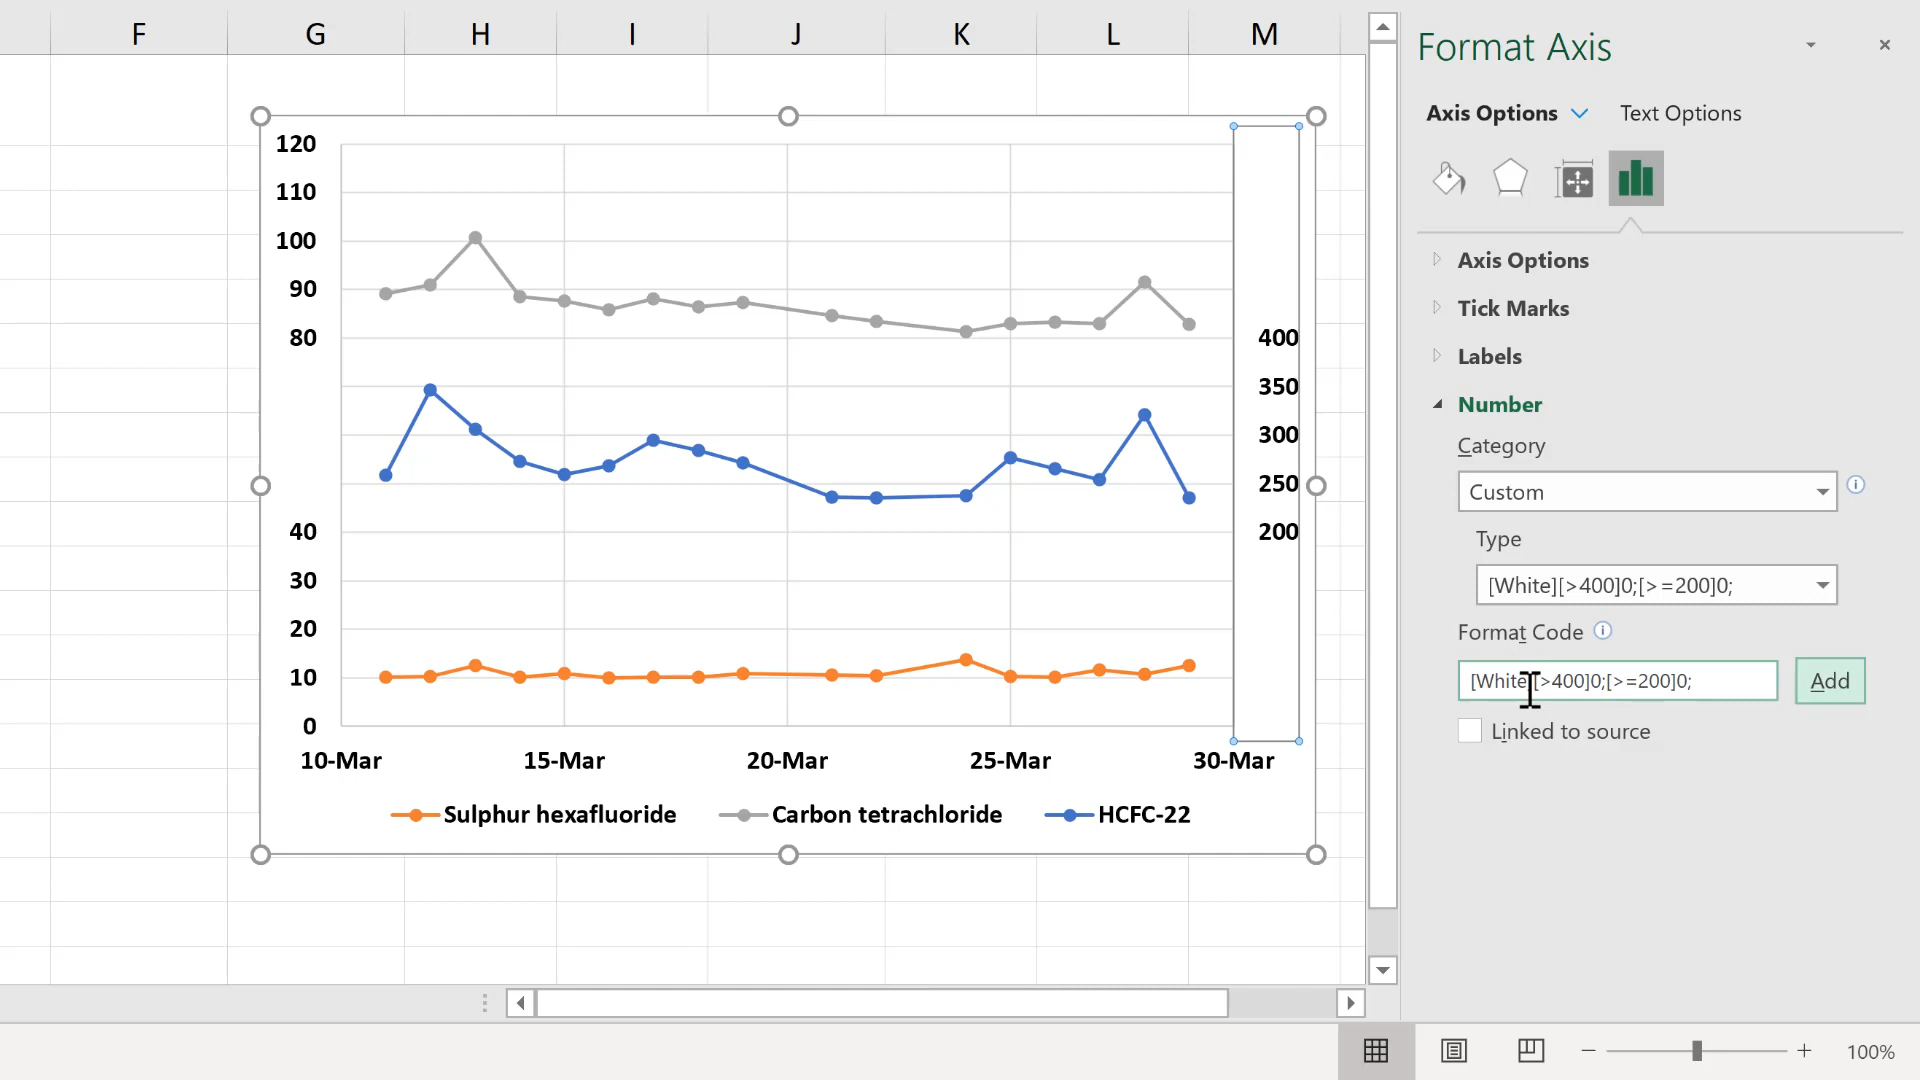 F G H I J K L M
Format Axis
Axis Options Text Options
Axis Options
Tick Marks
Labels
Number
Category
Custom
Type
[White][>400]0;[>=200]0;
Format Code
[White][>400]0;[>=200]0;
Add
Linked to source
120
110
100
90
80
40
30
20
10
0
400
350
300
250
200
10-Mar 15-Mar 20-Mar 25-Mar 30-Mar
Sulphur hexafluoride Carbon tetrachloride HCFC-22
100%